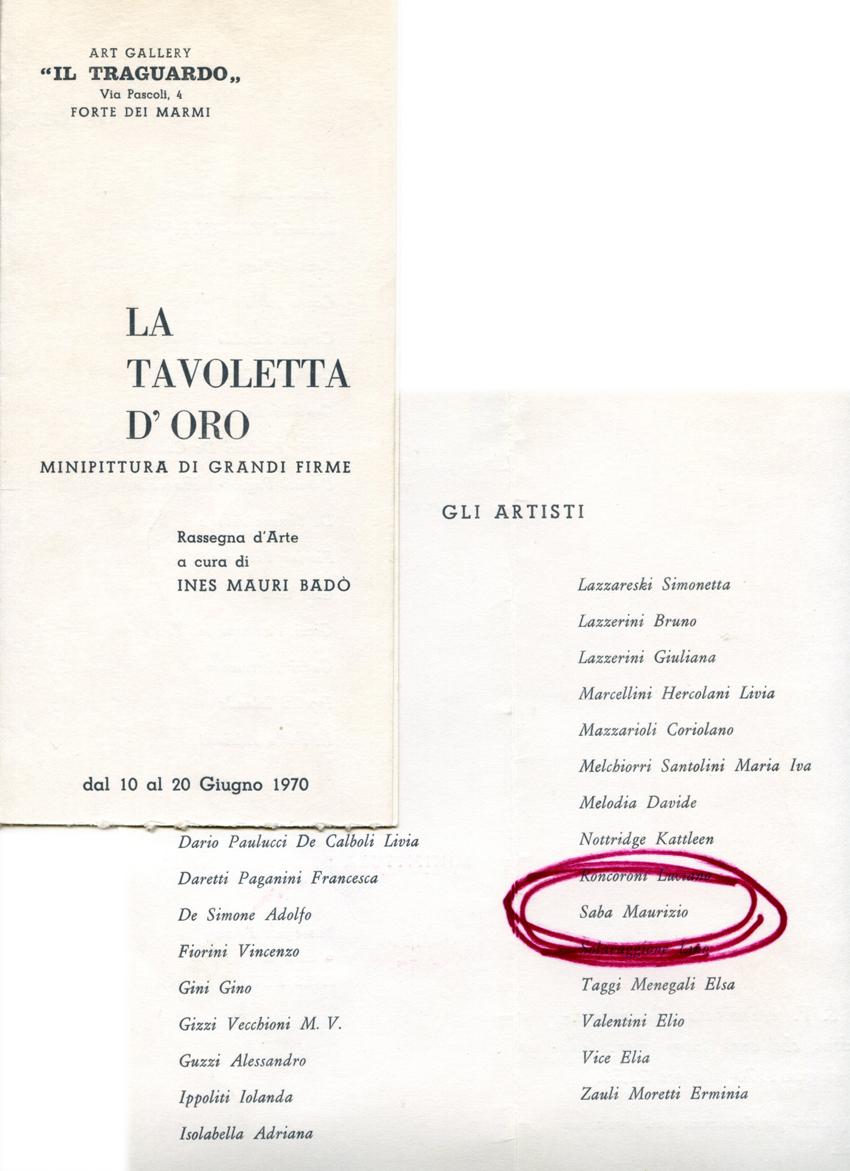 ART GALLERY
“IL TRAGUARDO„
Via Pascoli, 4
FORTE DEI MARMI
LA
TAVOLETTA
D' ORO
MINIPITTURA DI GRANDI FIRME
Rassegna d'Arte
a cura di
INES MAURI BADÒ
dal 10 al 20 Giugno 1970
GLI ARTISTI
Dario Paulucci De Calboli Livia
Daretti Paganini Francesca
De Simone Adolfo
Fiorini Vincenzo
Gini Gino
Gizzi Vecchioni M. V.
Guzzi Alessandro
Ippoliti Iolanda
Isolabella Adriana
Lazzareski Simonetta
Lazzerini Bruno
Lazzerini Giuliana
Marcellini Hercolani Livia
Mazzarioli Coriolano
Melchiorri Santolini Maria Iva
Melodia Davide
Nottridge Kattleen
Roncoroni Luciano
Saba Maurizio
Taggi Menegali Elsa
Valentini Elio
Vice Elia
Zauli Moretti Erminia